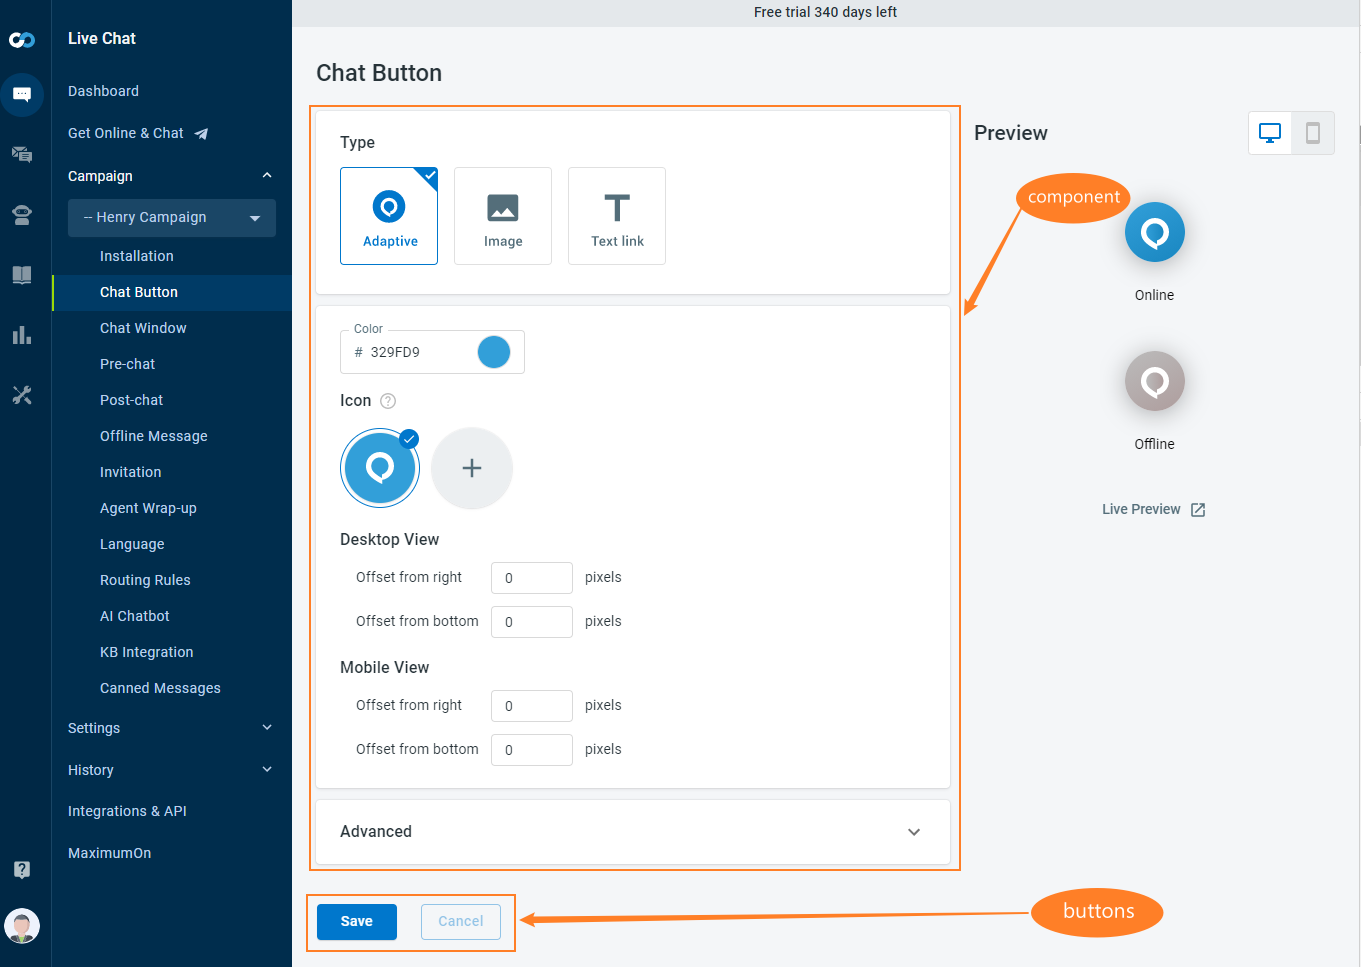 Free trial 340 days left
Live Chat
Dashboard
Get Online & Chat
Campaign
-- Henry Campaign
Installation
Chat Button
Chat Window
Pre-chat
Post-chat
Offline Message
Invitation
Agent Wrap-up
Language
Routing Rules
AI Chatbot
KB Integration
Canned Messages
Settings
History
Integrations & API
MaximumOn
?
Chat Button
Type
Adaptive
Image
Text link
Color
# 329FD9
Icon ?
Desktop View
Offset from right 0 pixels
Offset from bottom 0 pixels
Mobile View
Offset from right 0 pixels
Offset from bottom 0 pixels
Advanced
Save
Cancel
Preview
component
Online
Offline
Live Preview
buttons